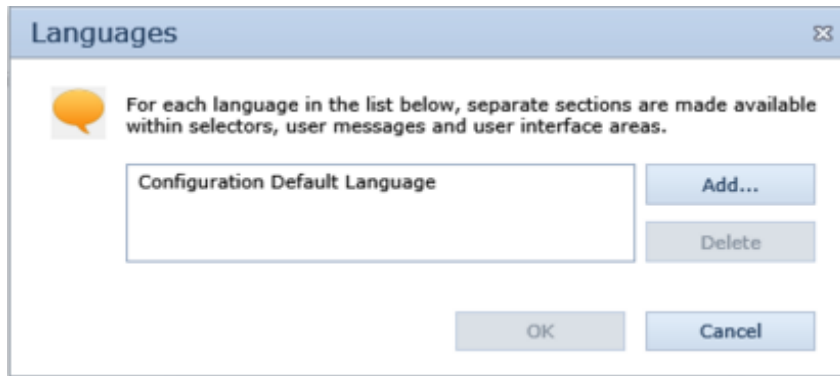 Languages
For each language in the list below, separate sections are made available
within selectors, user messages and user interface areas.
Configuration Default Language
Add...
Delete
OK
Cancel